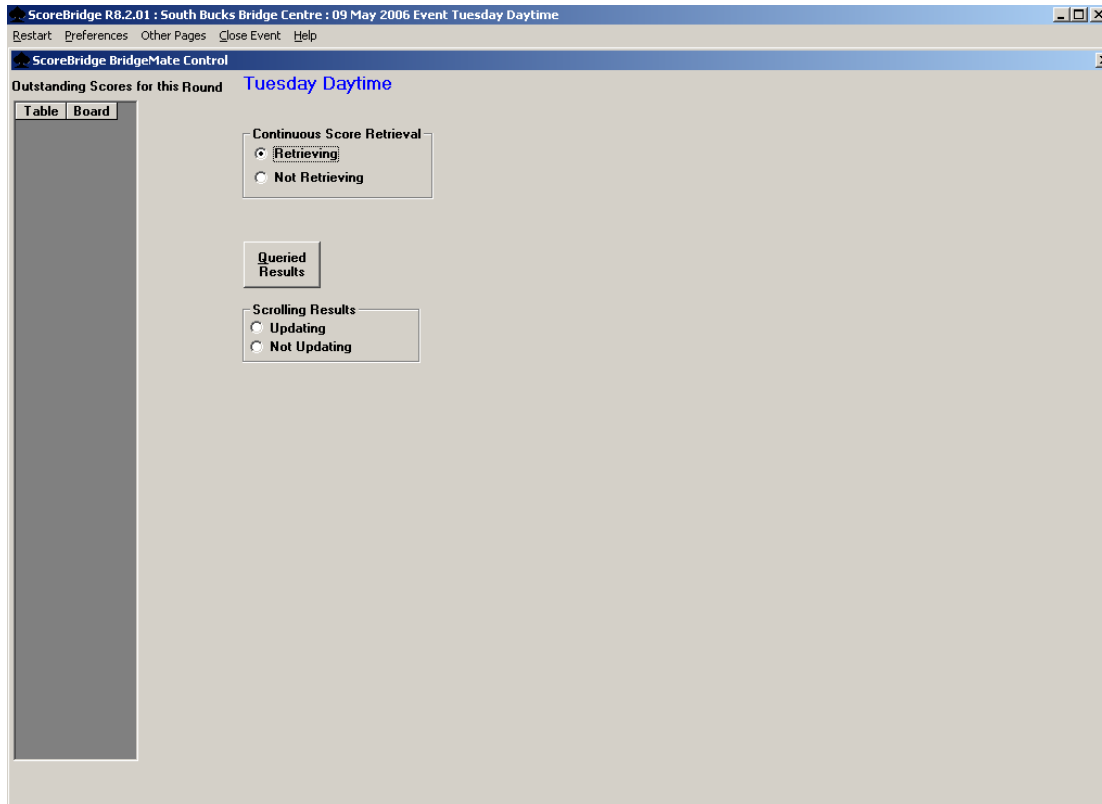 ScoreBridge R8.2.01 : South Bucks Bridge Centre : 09 May 2006 Event Tuesday Daytime
Restart Preferences Other Pages Close Event Help
ScoreBridge BridgeMate Control
Outstanding Scores for this Round
Tuesday Daytime
Table Board
Continuous Score Retrieval
Retrieving
Not Retrieving
Queried
Results
Scrolling Results
Updating
Not Updating